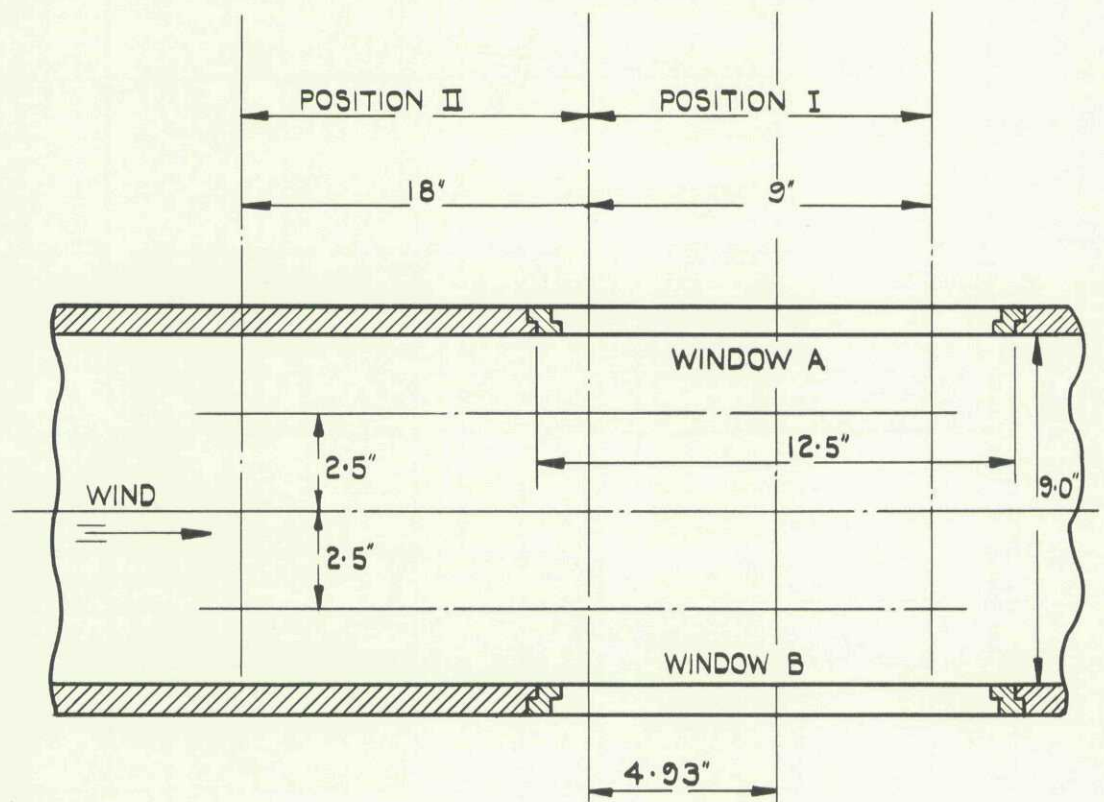 POSITION II
POSITION I
18"
9"
WINDOW A
2·5"
12·5"
WIND
9·0"
2·5"
WINDOW B
4·93"